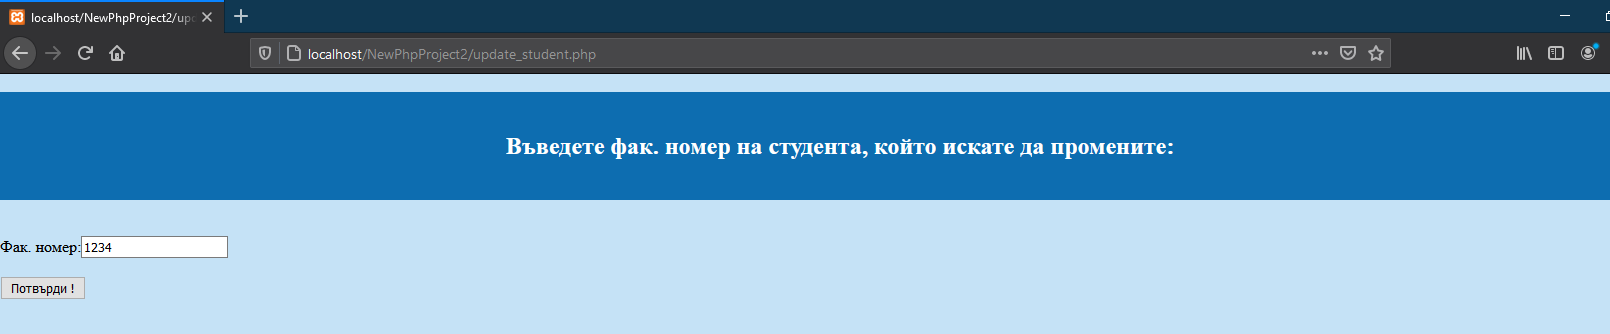 localhost/NewPhpProject2/upd
localhost/NewPhpProject2/update_student.php
Въведете фак. номер на студента, който искате да промените:
Фак. номер: 1234
Потвърди !